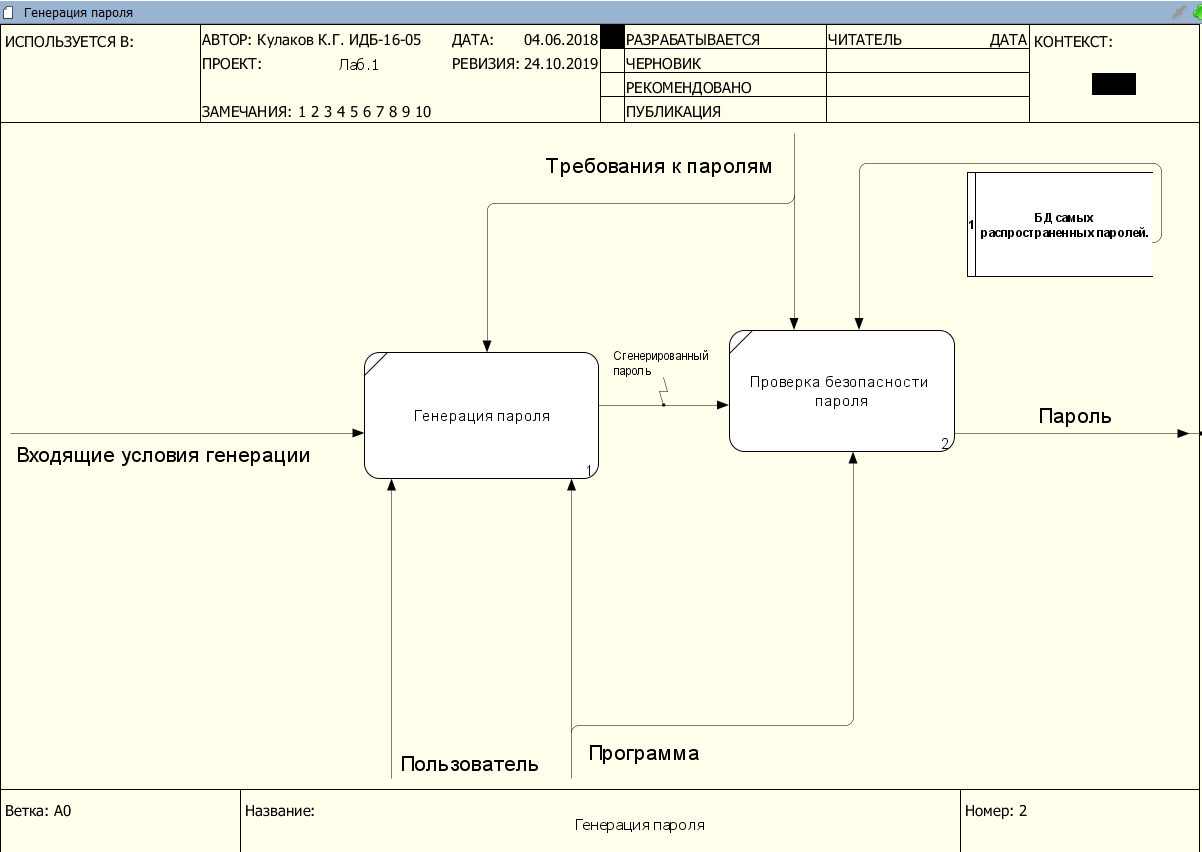 Генерация пароля
ИСПОЛЬЗУЕТСЯ В:
АВТОР: Кулаков К.Г. ИДБ-16-05
ДАТА: 04.06.2018
ПРОЕКТ: Лаб.1
РЕВИЗИЯ: 24.10.2019
ЗАМЕЧАНИЯ: 1 2 3 4 5 6 7 8 9 10
РАЗРАБАТЫВАЕТСЯ
ЧЕРНОВИК
РЕКОМЕНДОВАНО
ПУБЛИКАЦИЯ
ЧИТАТЕЛЬ ДАТА
КОНТЕКСТ:
Требования к паролям
1
БД самых
распространенных паролей.
Сгенерированный
пароль
Генерация пароля
1
Проверка безопасности
пароля
2
Пароль
Входящие условия генерации
Пользователь
Программа
Ветка: A0
Название:
Генерация пароля
Номер: 2